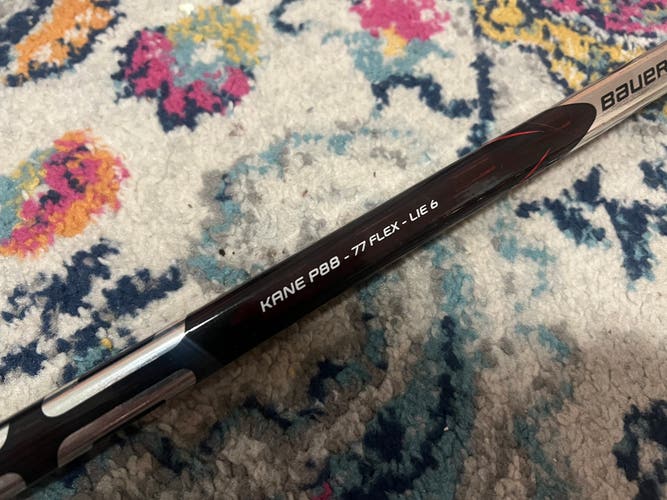 BAUER
KANE P88 - 77 FLEX - LIE 6